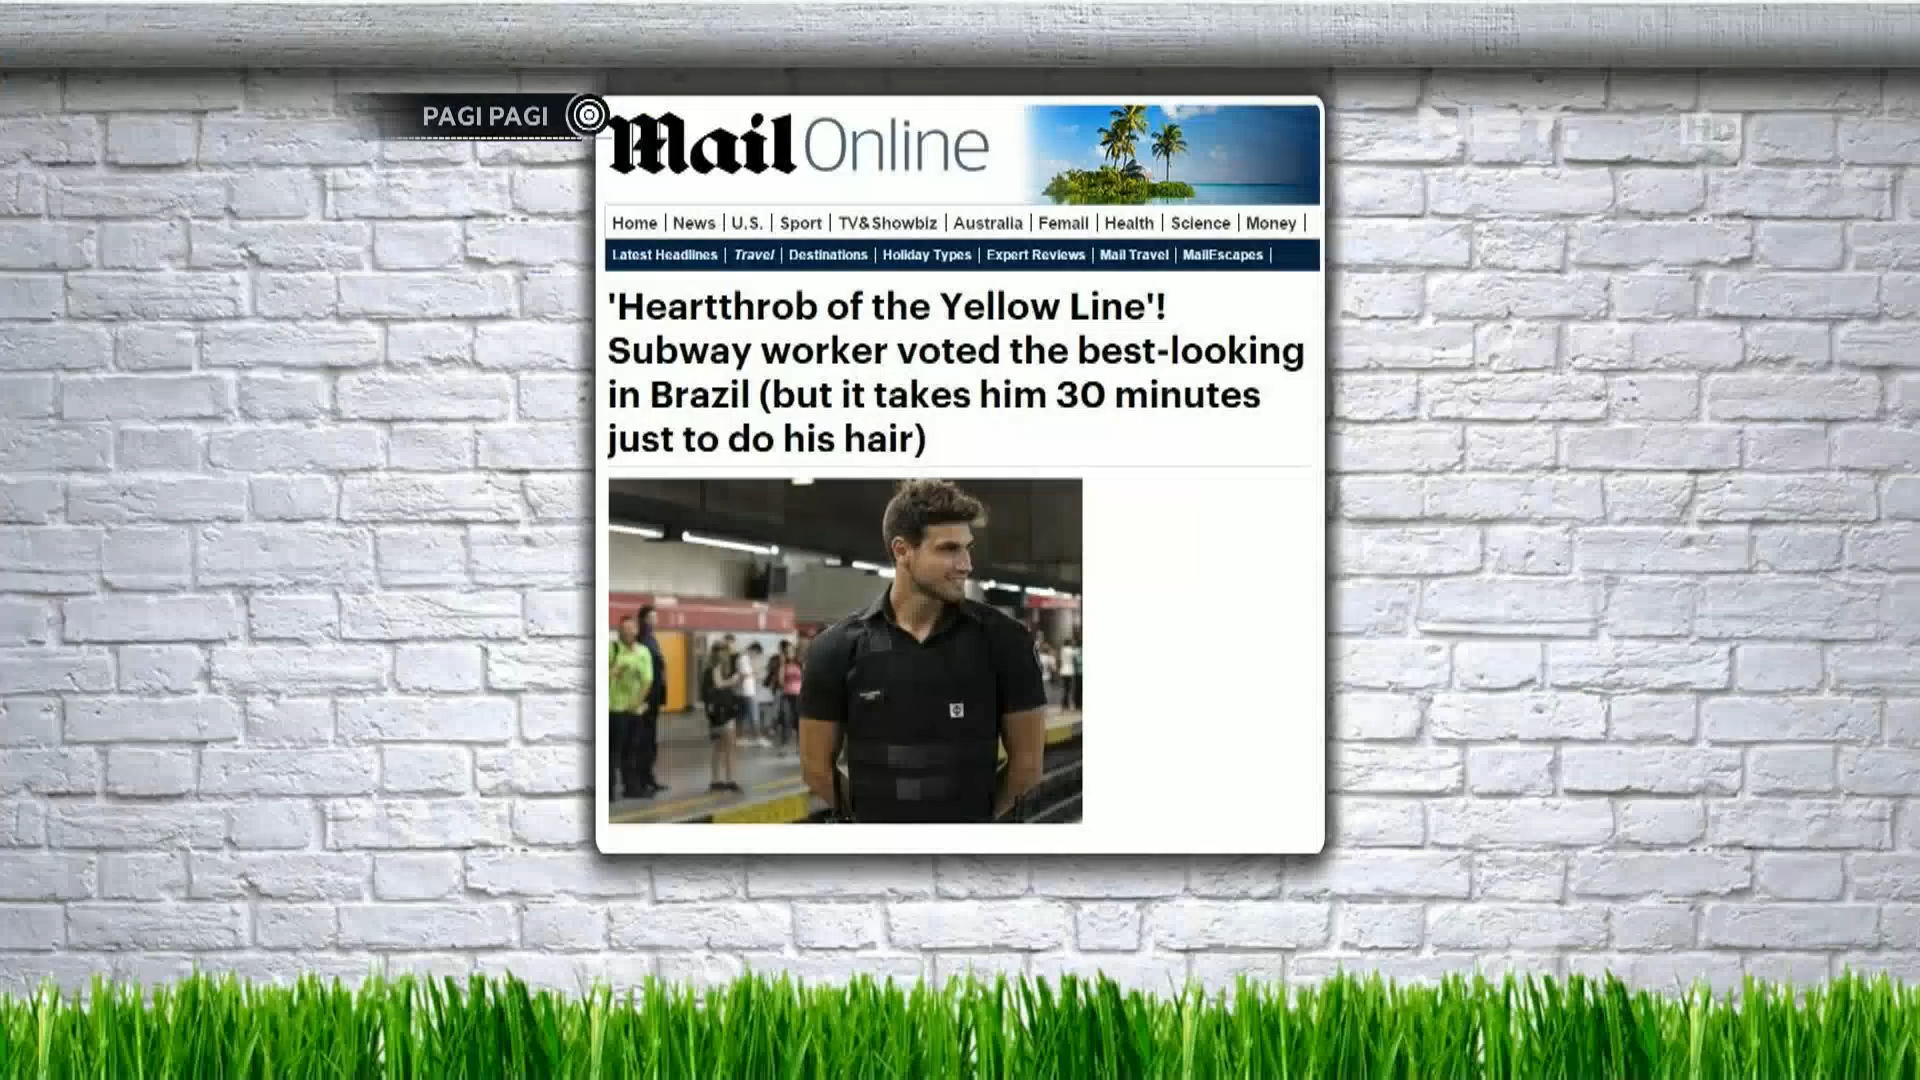 PAGI PAGI
Mail Online
NET.
HD
Home | News | U.S. | Sport | TV&Showbiz | Australia | Femail | Health | Science | Money |
Latest Headlines | Travel | Destinations | Holiday Types | Expert Reviews | Mail Travel | MailEscapes |
'Heartthrob of the Yellow Line'!
Subway worker voted the best-looking
in Brazil (but it takes him 30 minutes
just to do his hair)